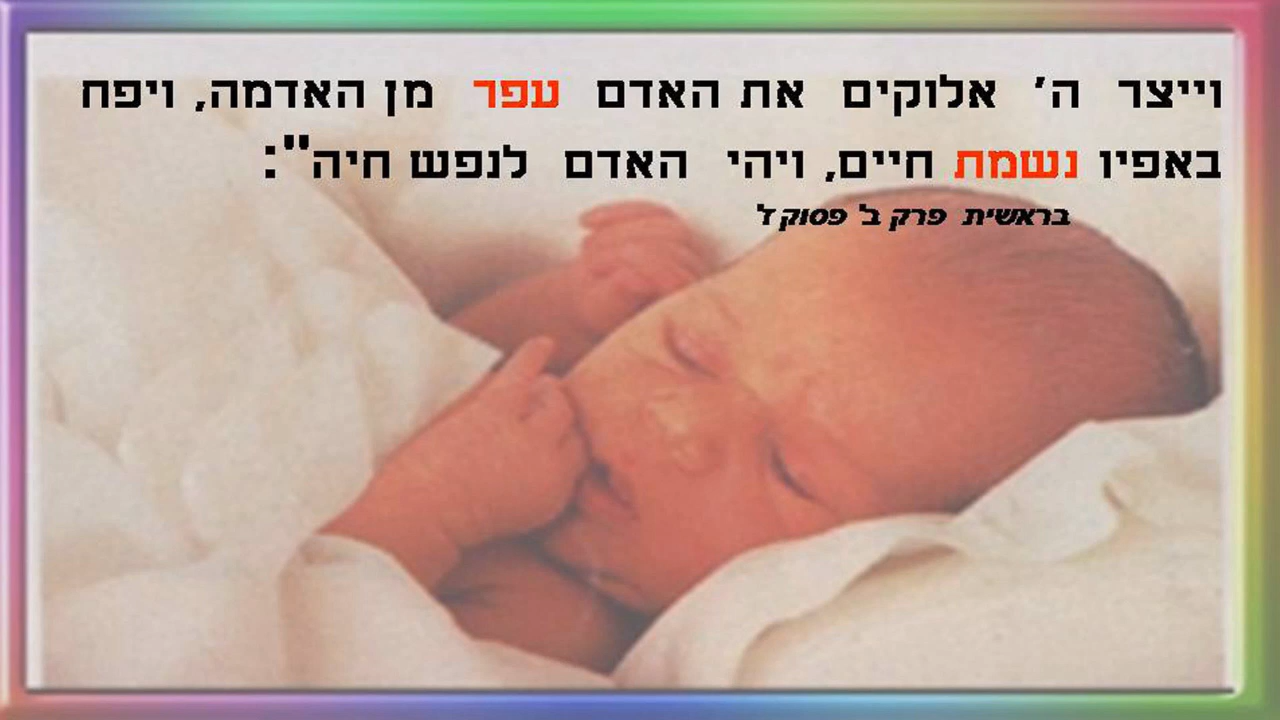 וייצר ה' אלוקים את האדם עפר מן האדמה, ויפח
באפיו נשמת חיים, ויהי האדם לנפש חיה":
בראשית פרק ב' פסוק ז'